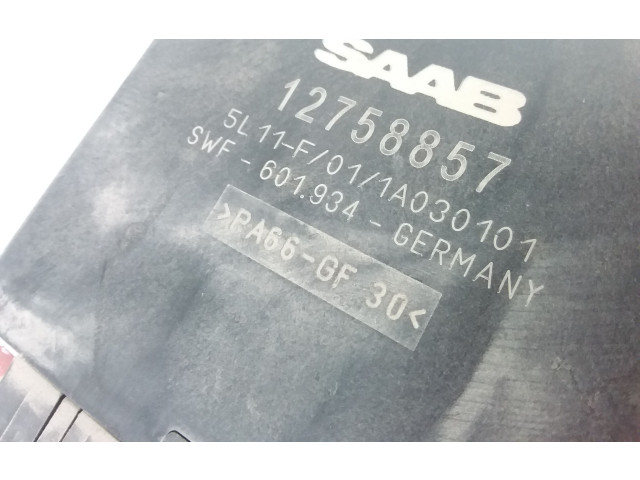 SAAB
12758857
5L11-F/01/1A030101
SWF - 601.934 - GERMANY
>PA66-GF 30<